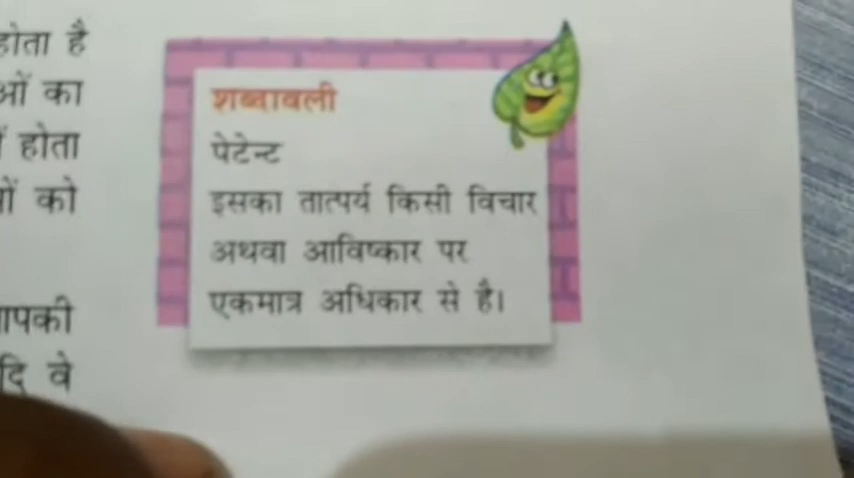 होता है
ओं का
होता
ों को
शब्दावली
पेटेन्ट
इसका तात्पर्य किसी विचार
अथवा आविष्कार पर
एकमात्र अधिकार से है।
ापकी
दि वे